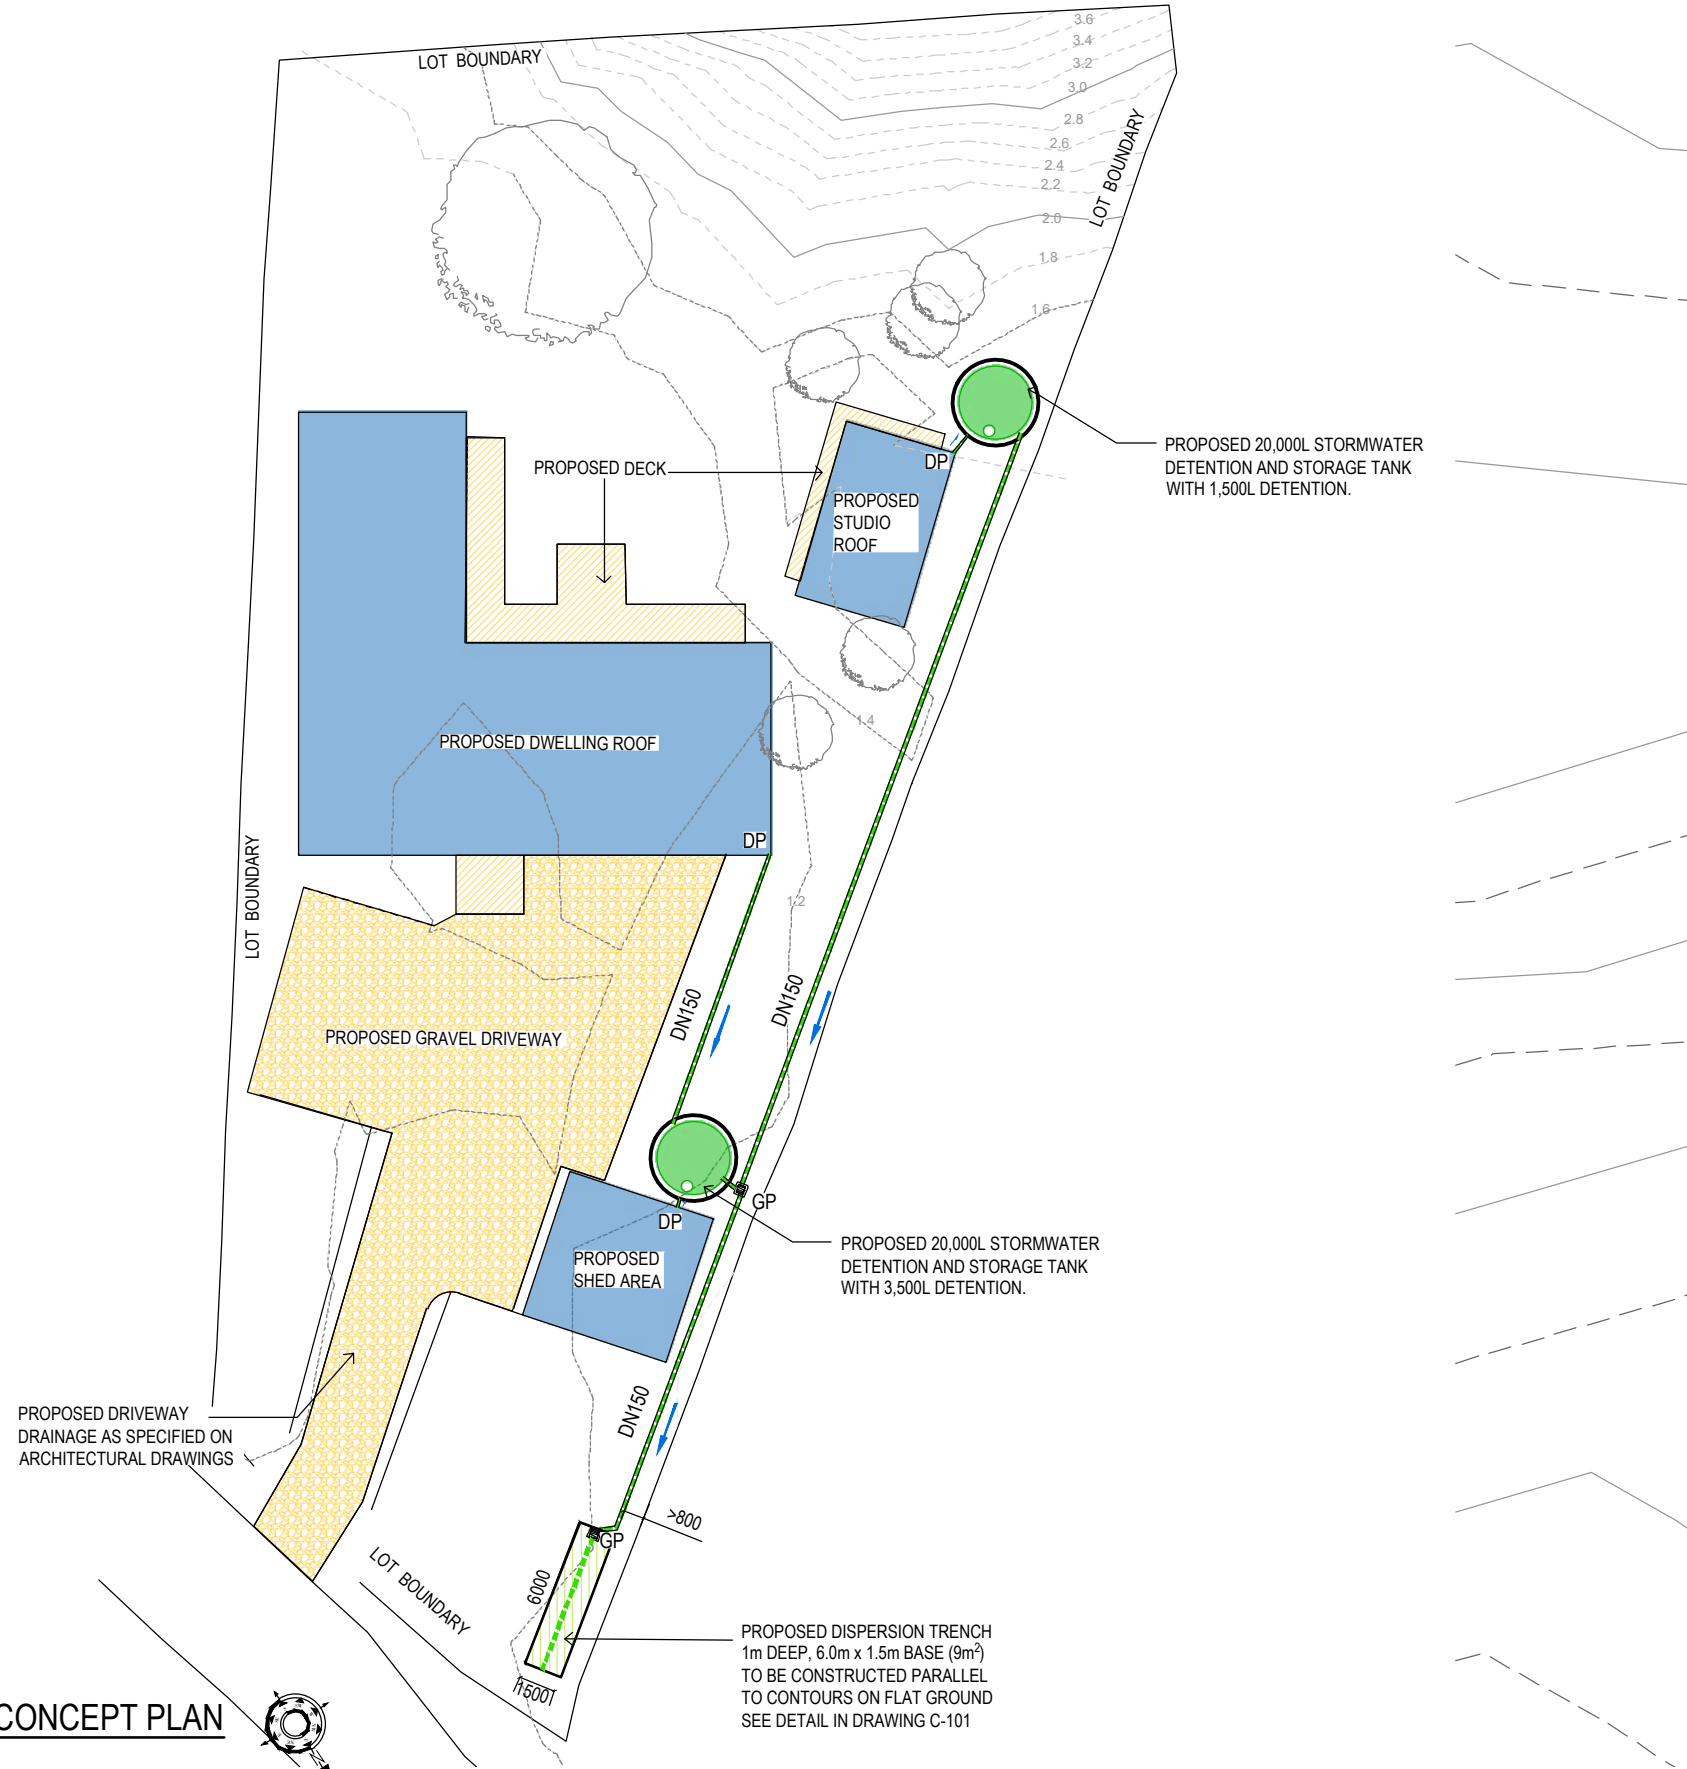 LOT BOUNDARY
3.6
3.4
3.2
3.0
2.8
2.6
2.4
2.2
2.0
1.8
1.6
LOT BOUNDARY
PROPOSED 20,000L STORMWATER
DETENTION AND STORAGE TANK
WITH 1,500L DETENTION.
DP
PROPOSED DECK
PROPOSED
STUDIO
ROOF
1.4
PROPOSED DWELLING ROOF
DP
1.2
LOT BOUNDARY
DN150
DN150
PROPOSED GRAVEL DRIVEWAY
GP
DP
PROPOSED
SHED AREA
PROPOSED 20,000L STORMWATER
DETENTION AND STORAGE TANK
WITH 3,500L DETENTION.
DN150
PROPOSED DRIVEWAY
DRAINAGE AS SPECIFIED ON
ARCHITECTURAL DRAWINGS
>800
GP
LOT BOUNDARY
6000
1500
PROPOSED DISPERSION TRENCH
1m DEEP, 6.0m x 1.5m BASE (9m²)
TO BE CONSTRUCTED PARALLEL
TO CONTOURS ON FLAT GROUND
SEE DETAIL IN DRAWING C-101
CONCEPT PLAN
N